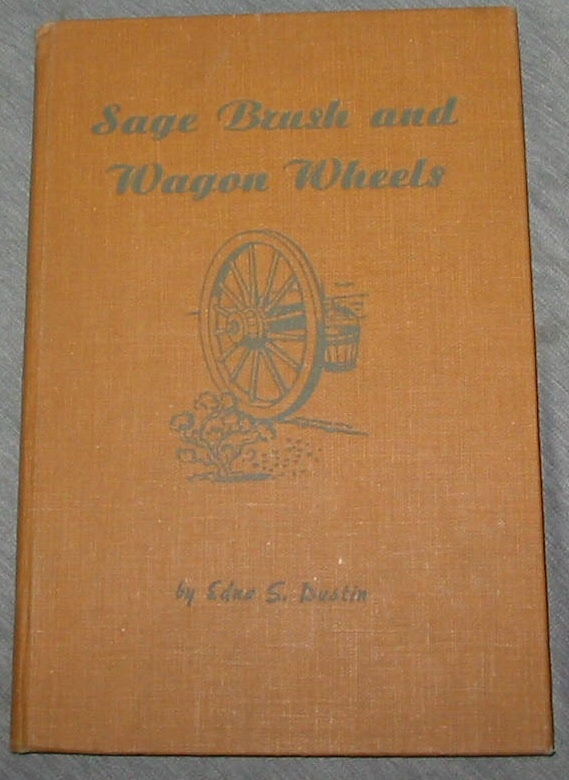 Sage Brush and
Wagon Wheels
by Edna S. Dustin